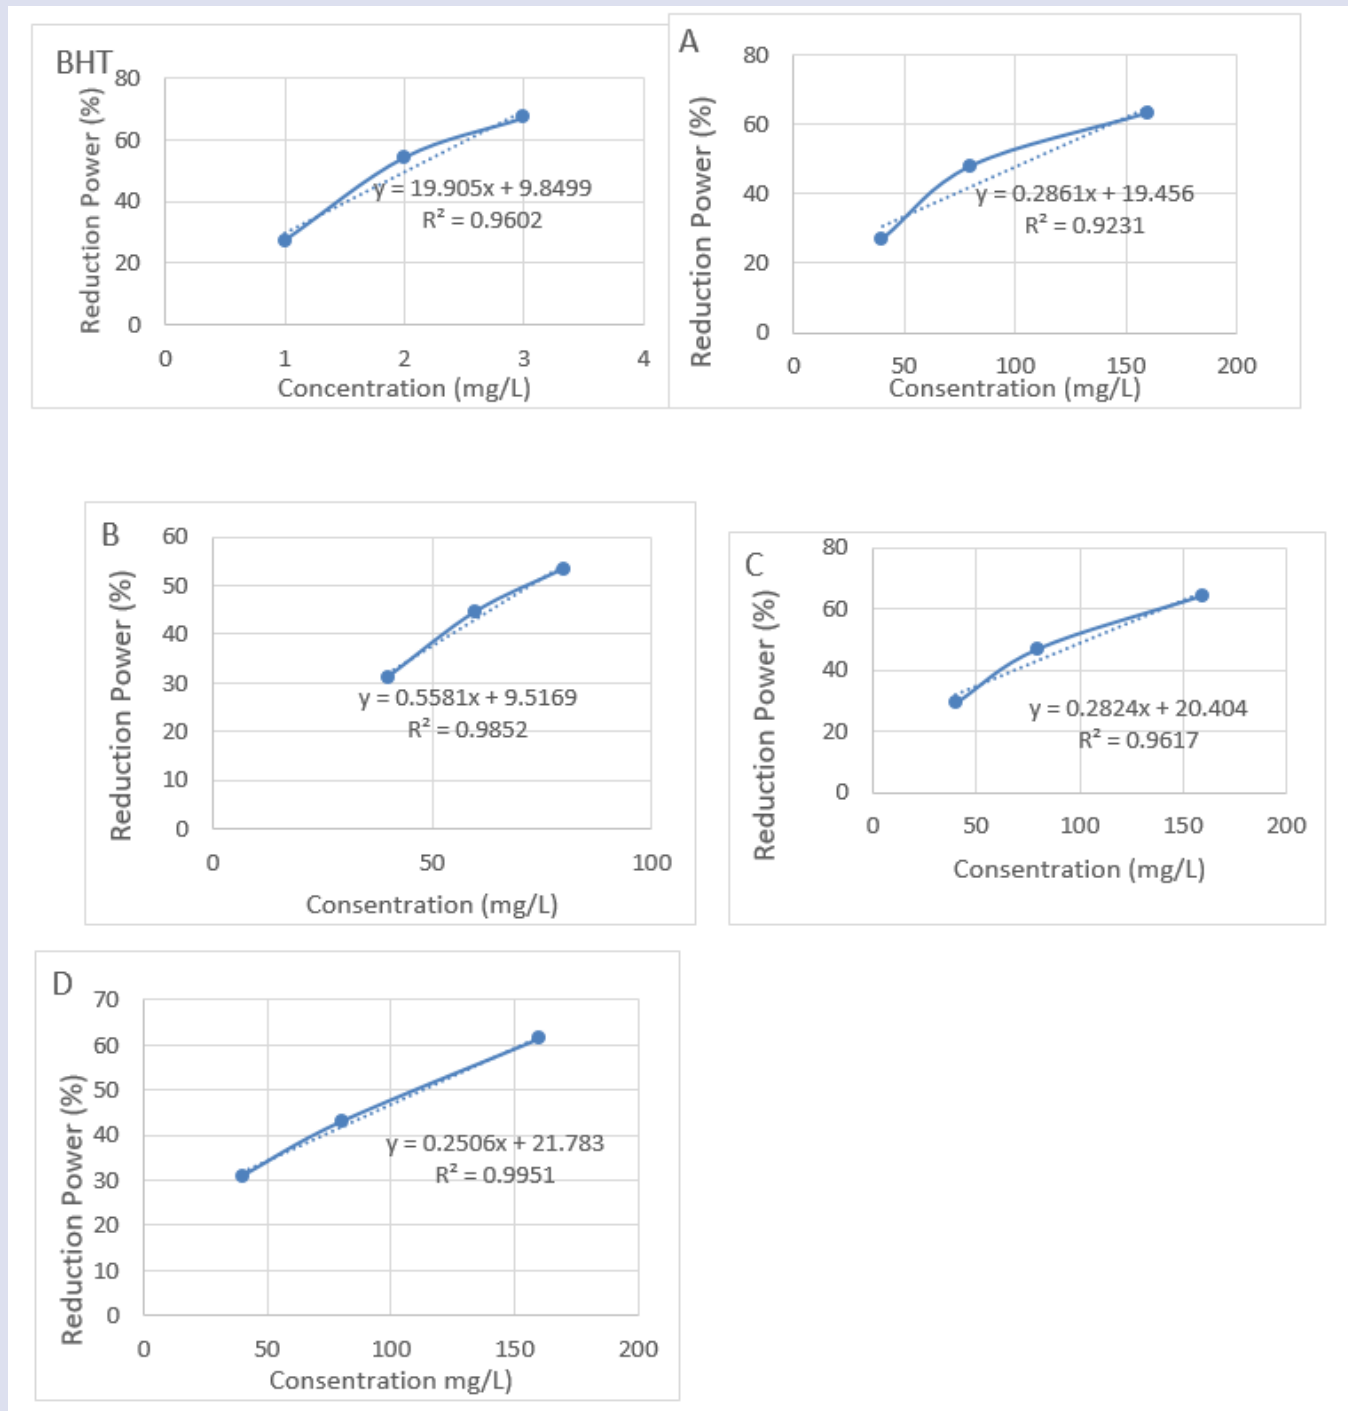 BHT
Reduction Power (%)
80
60
40
20
0
y = 19.905x + 9.8499
R² = 0.9602
0 1 2 3 4
Concentration (mg/L)
A
Reduction Power (%)
80
60
40
20
0
y = 0.2861x + 19.456
R² = 0.9231
0 50 100 150 200
Consentration (mg/L)
B
Reduction Power (%)
60
50
40
30
20
10
0
y = 0.5581x + 9.5169
R² = 0.9852
0 50 100
Consentration (mg/L)
C
Reduction Power (%)
80
60
40
20
0
y = 0.2824x + 20.404
R² = 0.9617
0 50 100 150 200
Consentration (mg/L)
D
Reduction Power (%)
70
60
50
40
30
20
10
0
y = 0.2506x + 21.783
R² = 0.9951
0 50 100 150 200
Consentration mg/L)